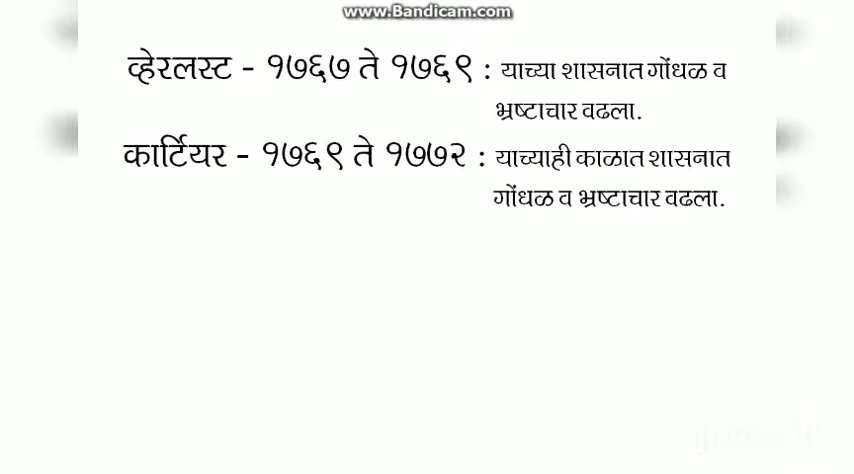 www.Bandicam.com
व्हेरलस्ट - १७६७ ते १७६९ : याच्या शासनात गोंधळ व
भ्रष्टाचार वढला.
कार्टियर - १७६९ ते १७७२ : याच्याही काळात शासनात
गोंधळ व भ्रष्टाचार वढला.